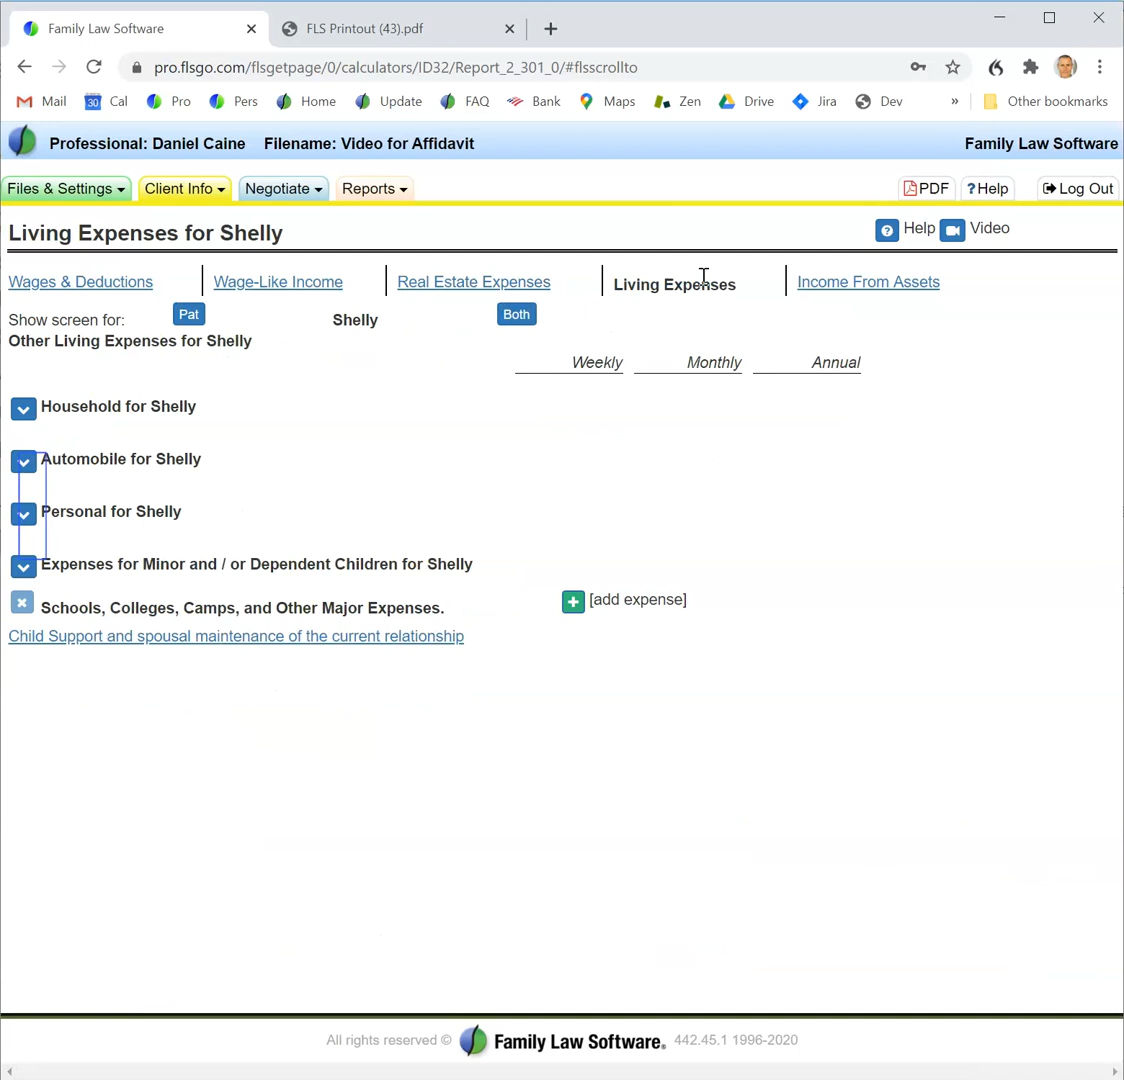 Family Law Software
FLS Printout (43).pdf
pro.flsgo.com/flsgetpage/0/calculators/ID32/Report_2_301_0/#flsscrollto
Mail 30 Cal Pro Pers Home Update FAQ Bank Maps Zen Drive Jira Dev » Other bookmarks
Professional: Daniel Caine Filename: Video for Affidavit Family Law Software
Files & Settings Client Info Negotiate Reports PDF ?Help Log Out
Living Expenses for Shelly ? Help Video
Wages & Deductions Wage-Like Income Real Estate Expenses Living Expenses Income From Assets
Show screen for: Pat Shelly Both
Other Living Expenses for Shelly
Weekly Monthly Annual
Household for Shelly
Automobile for Shelly
Personal for Shelly
Expenses for Minor and / or Dependent Children for Shelly
Schools, Colleges, Camps, and Other Major Expenses. [add expense]
Child Support and spousal maintenance of the current relationship
All rights reserved © Family Law Software® 442.45.1 1996-2020